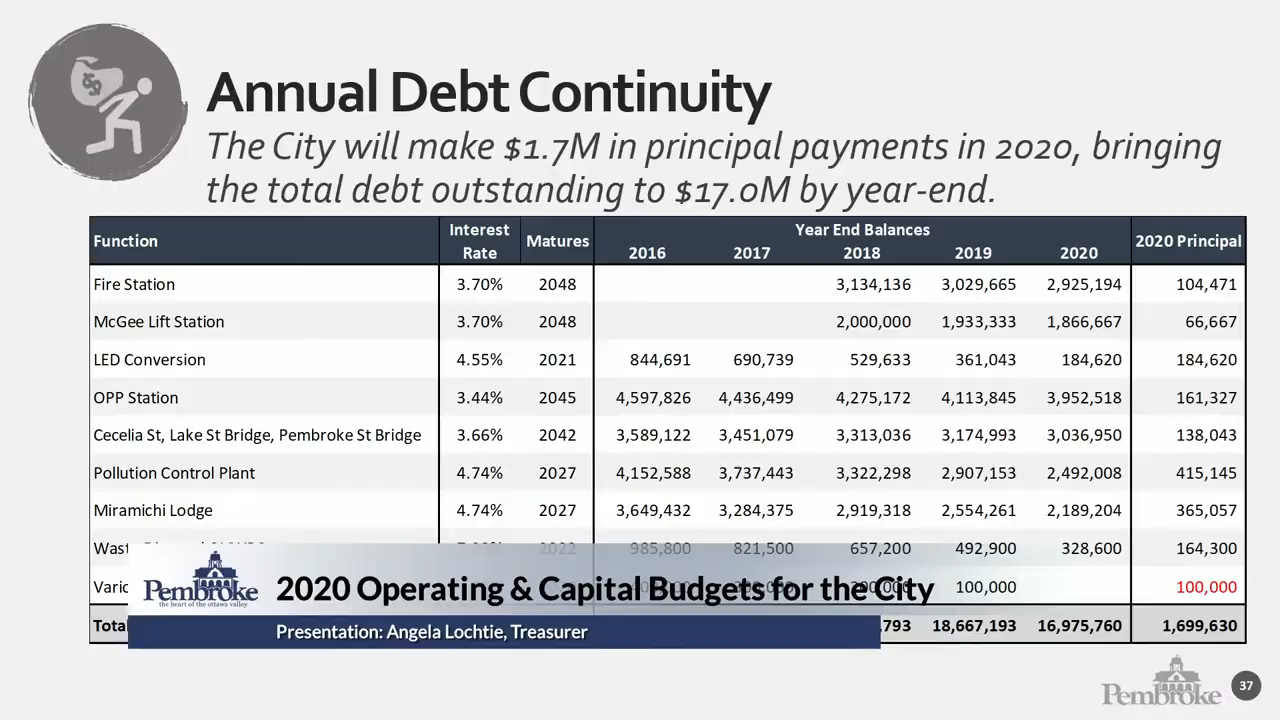 Annual Debt Continuity
The City will make $1.7M in principal payments in 2020, bringing
the total debt outstanding to $17.0M by year-end.
Function Interest Rate Matures Year End Balances 2020 Principal
2016 2017 2018 2019 2020
Fire Station 3.70% 2048 3,134,136 3,029,665 2,925,194 104,471
McGee Lift Station 3.70% 2048 2,000,000 1,933,333 1,866,667 66,667
LED Conversion 4.55% 2021 844,691 690,739 529,633 361,043 184,620 184,620
OPP Station 3.44% 2045 4,597,826 4,436,499 4,275,172 4,113,845 3,952,518 161,327
Cecelia St, Lake St Bridge, Pembroke St Bridge 3.66% 2042 3,589,122 3,451,079 3,313,036 3,174,993 3,036,950 138,043
Pollution Control Plant 4.74% 2027 4,152,588 3,737,443 3,322,298 2,907,153 2,492,008 415,145
Miramichi Lodge 4.74% 2027 3,649,432 3,284,375 2,919,318 2,554,261 2,189,204 365,057
2022 985,800 821,500 657,200 492,900 328,600 164,300
100,000 100,000
.793 18,667,193 16,975,760 1,699,630
Pembroke
the heart of the ottawa valley
2020 Operating & Capital Budgets for the City
Presentation: Angela Lochtie, Treasurer
Pembroke
37